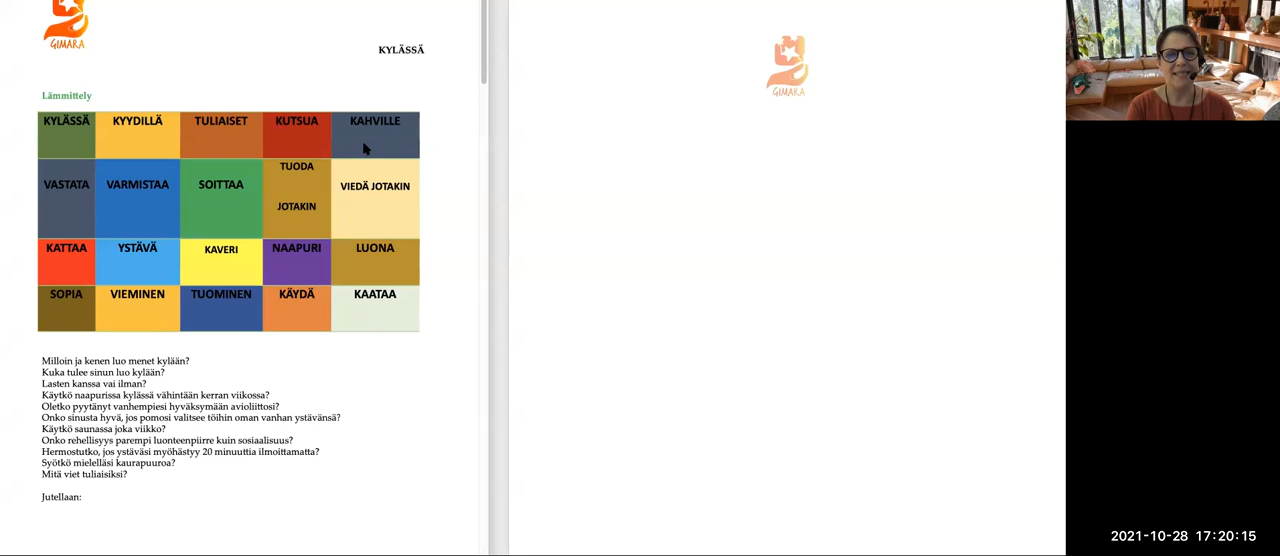 GIMARA
KYLÄSSÄ
Lämmittely
KYLÄSSÄ KYYDILLÄ TULIAISET KUTSUA KAHVILLE
VASTATA VARMISTAA SOITTAA TUODA JOTAKIN VIEDÄ JOTAKIN
KATTAA YSTÄVÄ KAVERI NAAPURI LUONA
SOPIA VIEMINEN TUOMINEN KÄYDÄ KAATAA
Milloin ja kenen luo menet kylään?
Kuka tulee sinun luo kylään?
Lasten kanssa vai ilman?
Käytkö naapurissa kylässä vähintään kerran viikossa?
Oletko pyytänyt vanhempiesi hyväksymään avioliittosi?
Onko sinusta hyvä, jos pomosi valitsee töihin oman vanhan ystävänsä?
Käytkö saunassa joka viikko?
Onko rehellisyys parempi luonteenpiirre kuin sosiaalisuus?
Hermostutko, jos ystäväsi myöhästyy 20 minuuttia ilmoittamatta?
Syötkö mielelläsi kaurapuuroa?
Mitä viet tuliaisiksi?
Jutellaan:
GIMARA
2021-10-28 17:20:15